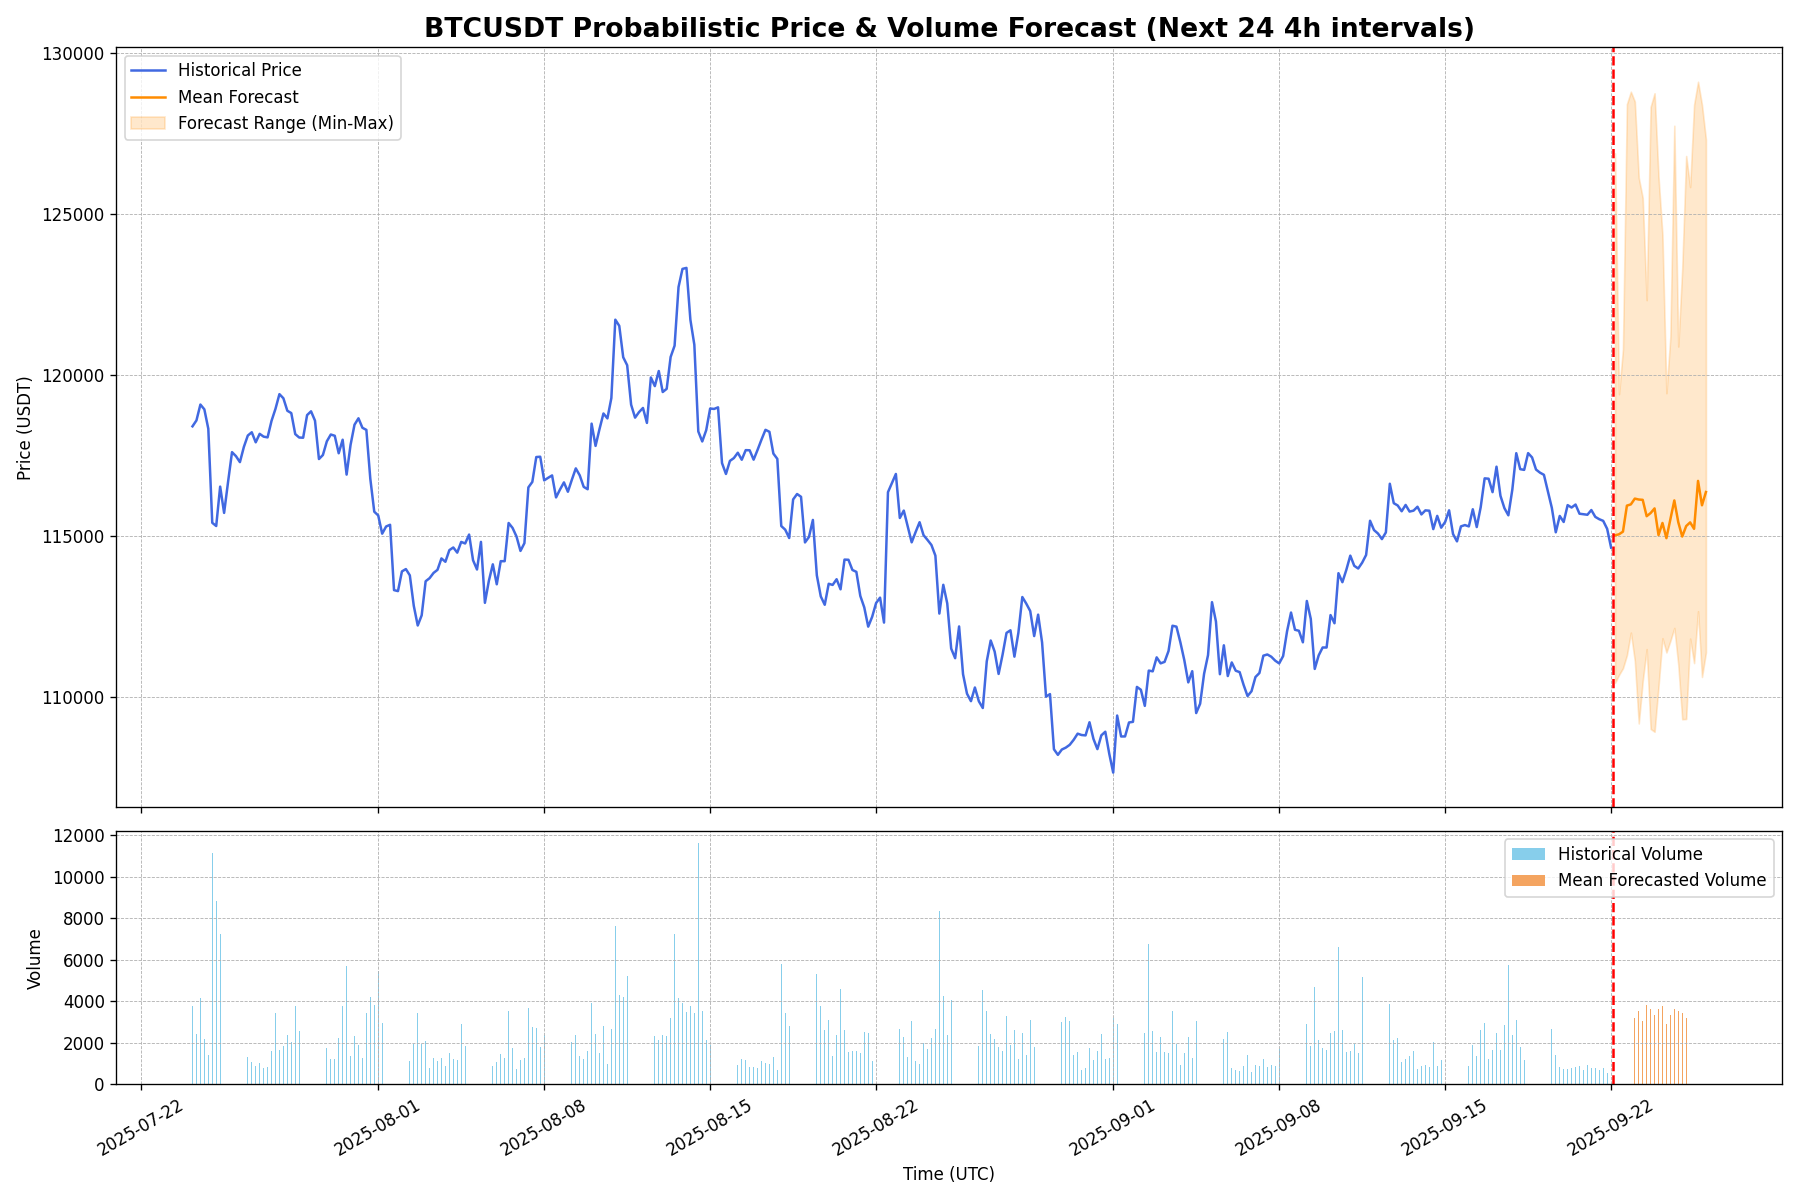 BTCUSDT Probabilistic Price & Volume Forecast (Next 24 4h intervals)
130000
125000
120000
115000
110000
Price (USDT)
Historical Price
Mean Forecast
Forecast Range (Min-Max)
12000
10000
8000
6000
4000
2000
0
Volume
Historical Volume
Mean Forecasted Volume
2025-07-22
2025-08-01
2025-08-08
2025-08-15
2025-08-22
2025-09-01
2025-09-08
2025-09-15
2025-09-22
Time (UTC)